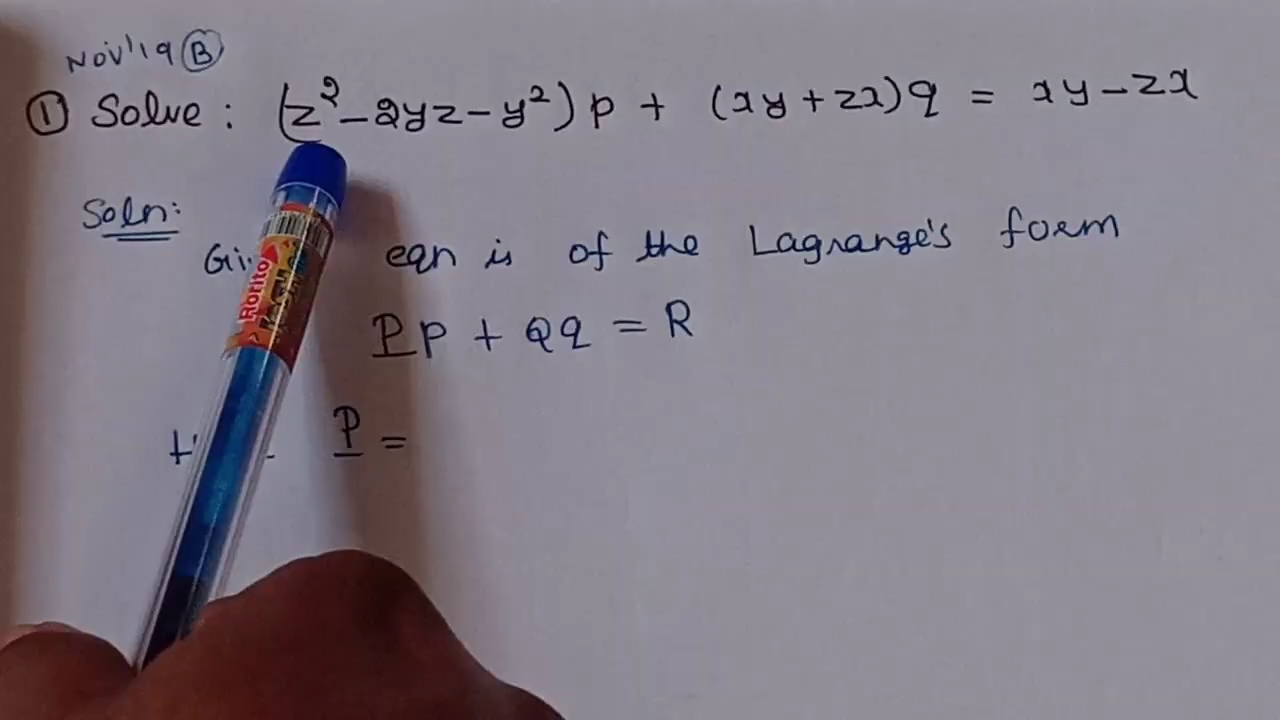 Nov'19 B
① Solve : (z² - 2yz - y²) p + (xy + zx) q = xy - zx
Soln:
eqn is of the Lagrange's form
Pp + Qq = R
P =
Rorito